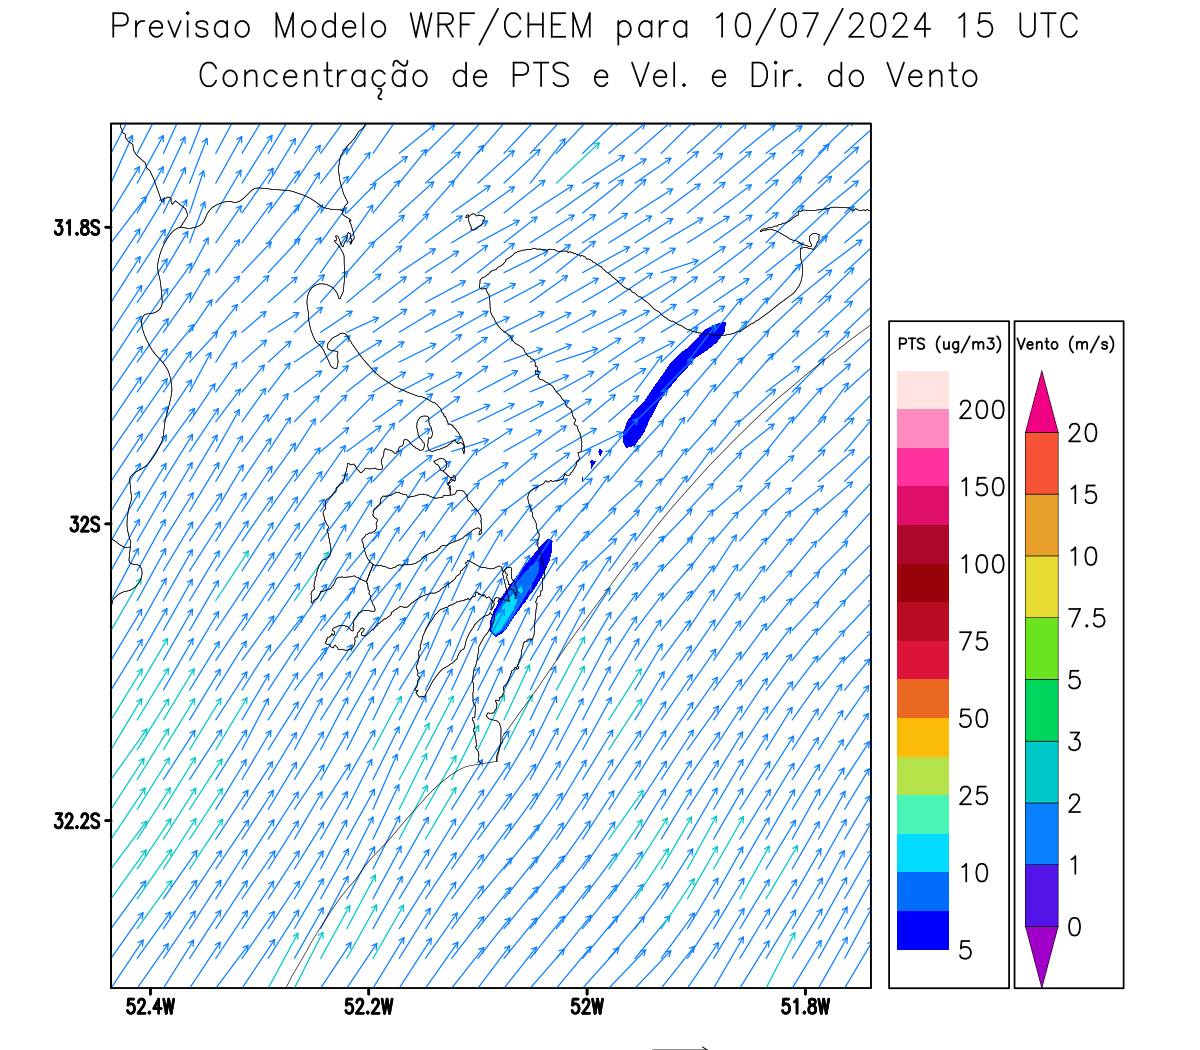 Previsao Modelo WRF/CHEM para 10/07/2024 15 UTC
Concentração de PTS e Vel. e Dir. do Vento
31.8S
32S
32.2S
52.4W
52.2W
52W
51.8W
PTS (ug/m3)
200
150
100
75
50
25
10
5
Vento (m/s)
20
15
10
7.5
5
3
2
1
0